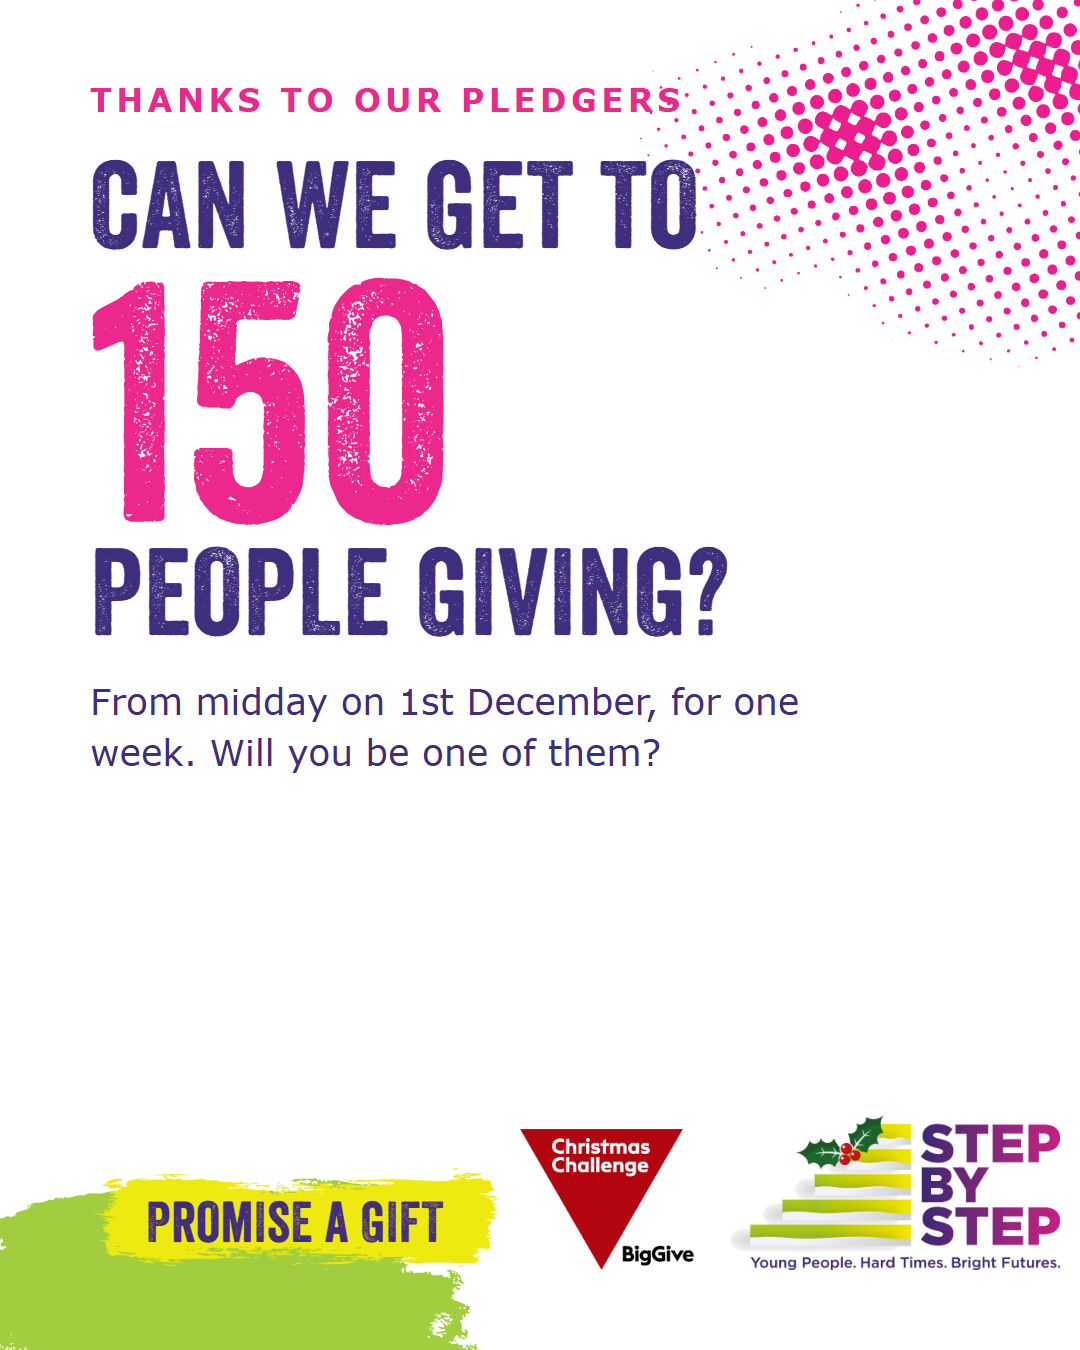 THANKS TO OUR PLEDGERS
CAN WE GET TO
150
PEOPLE GIVING?
From midday on 1st December, for one
week. Will you be one of them?
PROMISE A GIFT
Christmas
Challenge
BigGive
STEP
BY
STEP
Young People. Hard Times. Bright Futures.